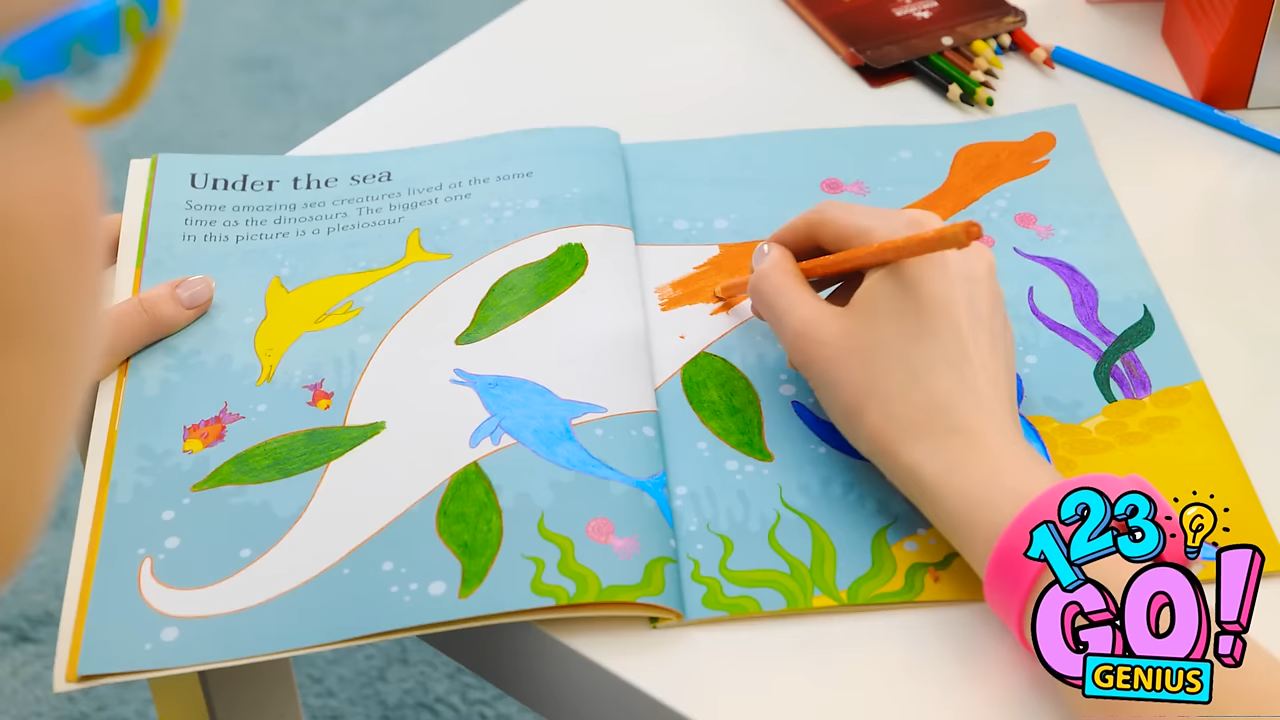 Under the sea
Some amazing sea creatures lived at the same
time as the dinosaurs. The biggest one
in this picture is a plesiosaur.
123
GO!
GENIUS